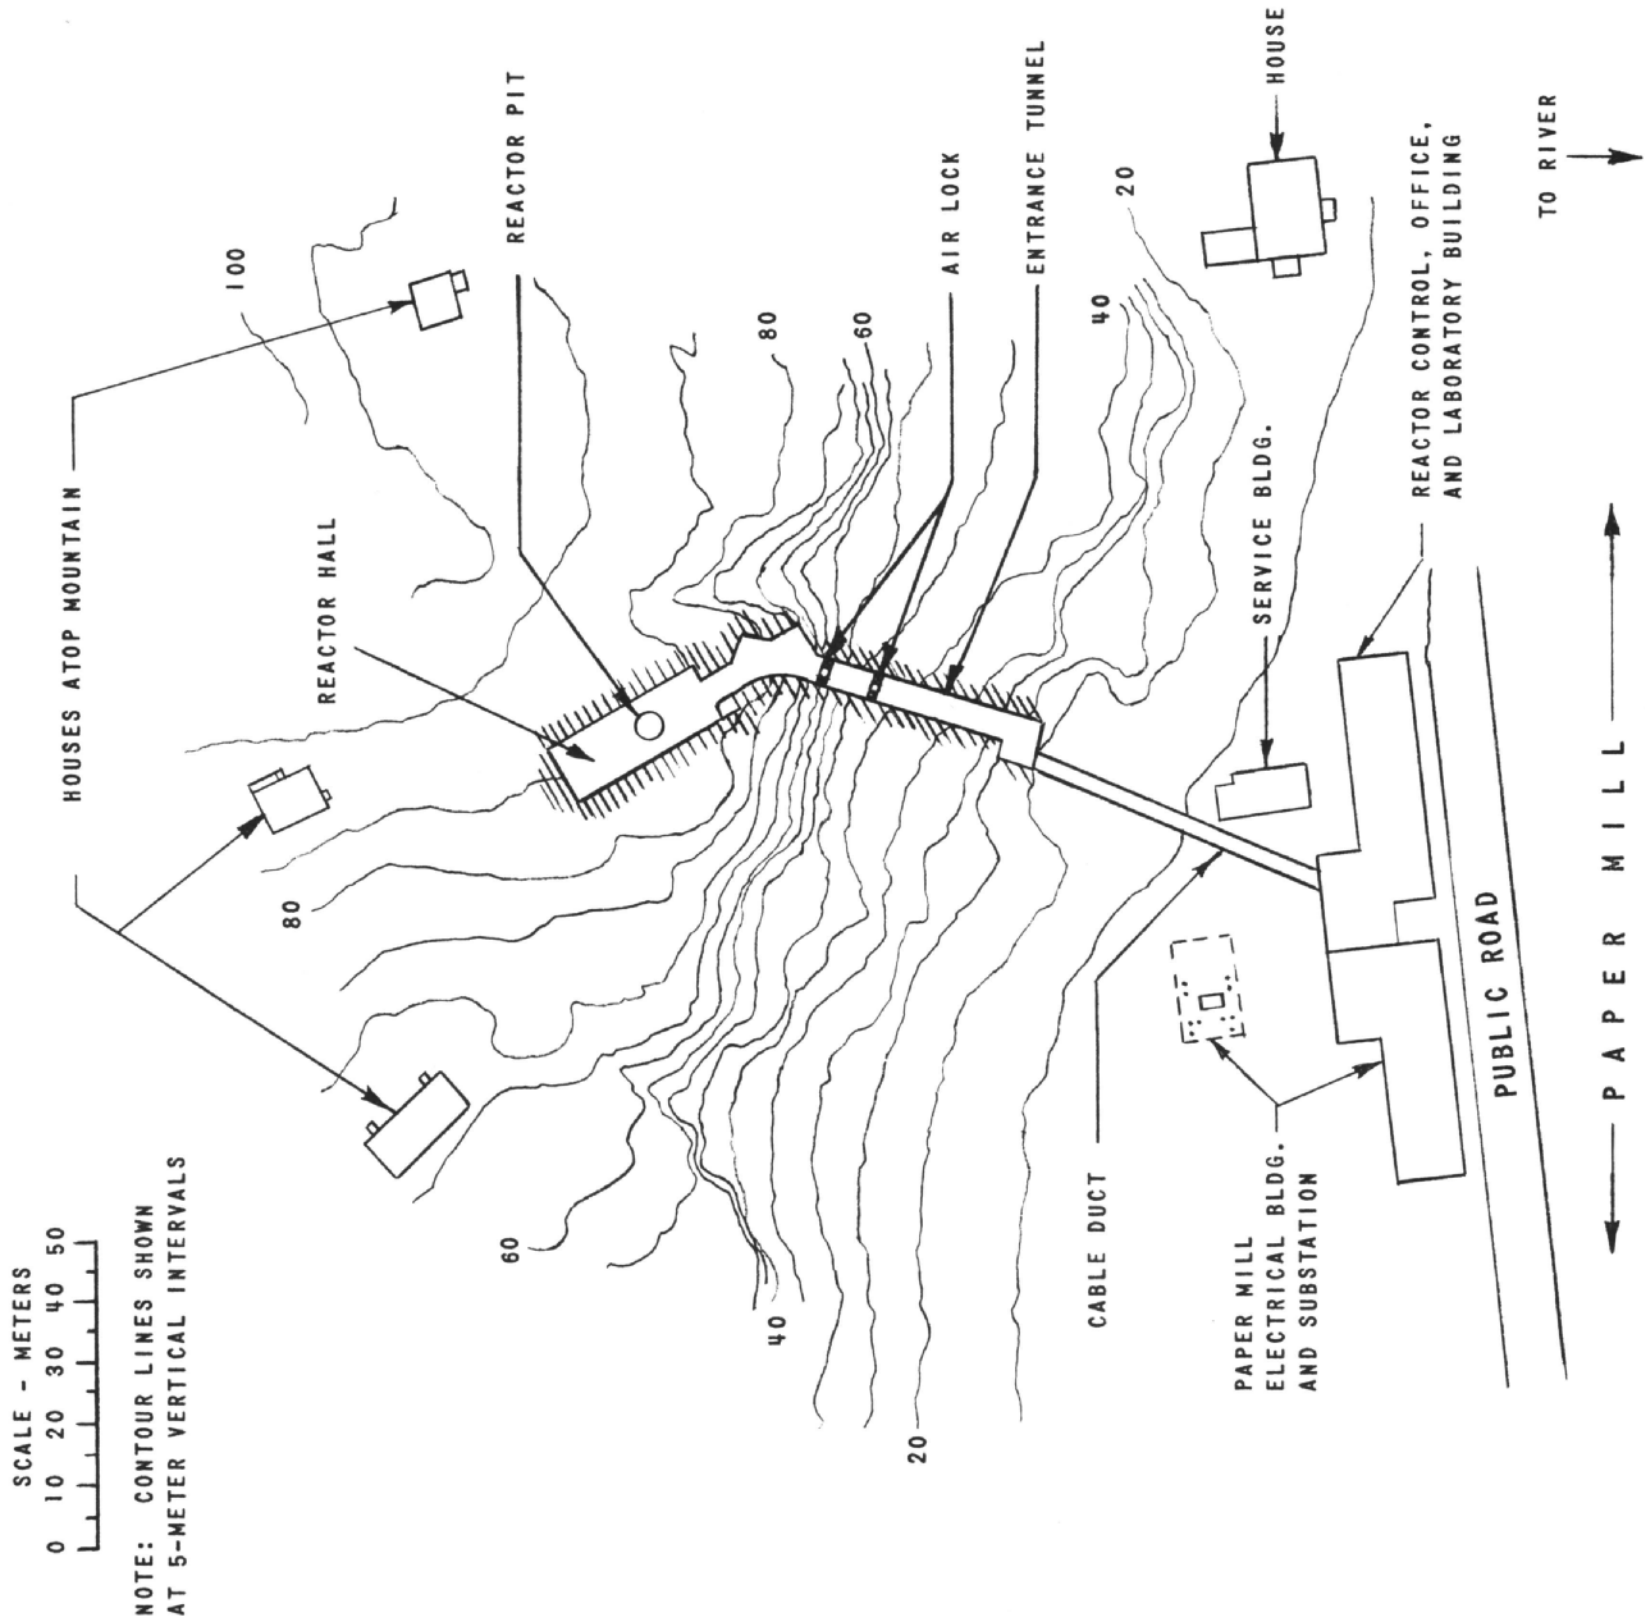 SCALE - METERS
0 10 20 30 40 50
NOTE: CONTOUR LINES SHOWN
AT 5-METER VERTICAL INTERVALS
HOUSES ATOP MOUNTAIN
100
80
REACTOR HALL
REACTOR PIT
60
80
60
AIR LOCK
ENTRANCE TUNNEL
40
40
20
20
HOUSE
CABLE DUCT
SERVICE BLDG.
PAPER MILL
ELECTRICAL BLDG.
AND SUBSTATION
REACTOR CONTROL, OFFICE,
AND LABORATORY BUILDING
PUBLIC ROAD
TO RIVER
PAPER MILL